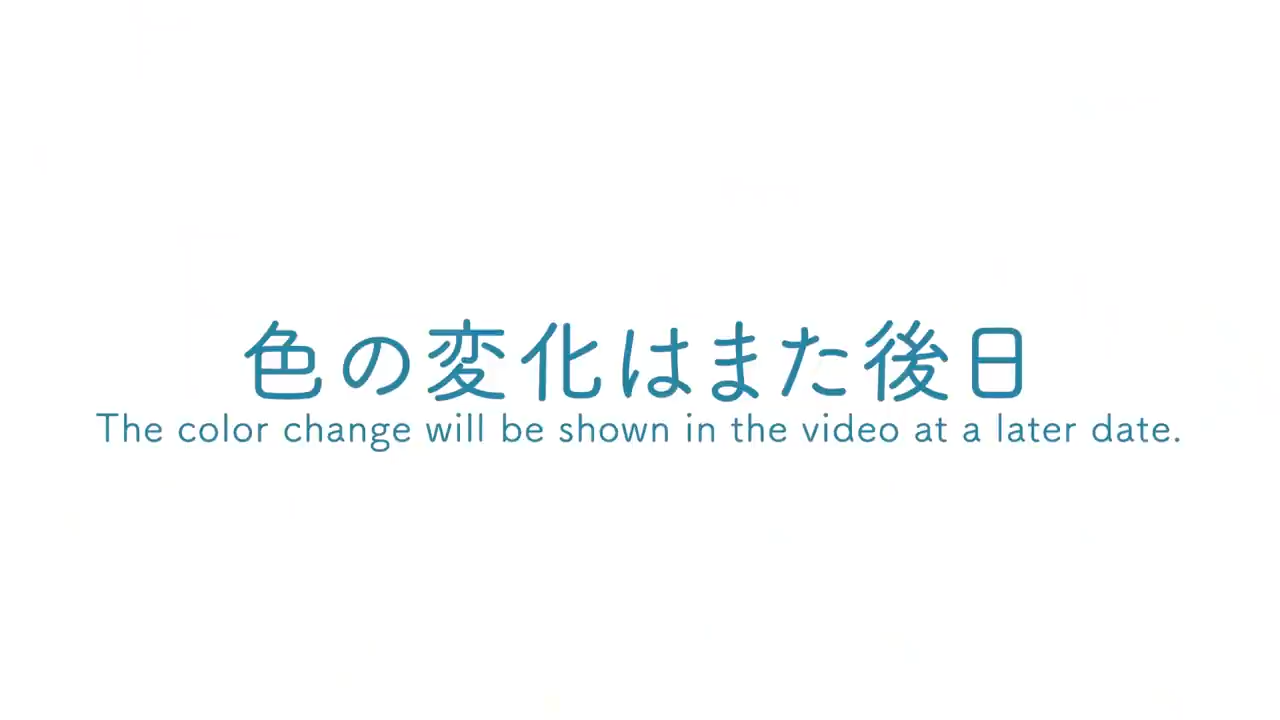 色の変化はまた後日
The color change will be shown in the video at a later date.